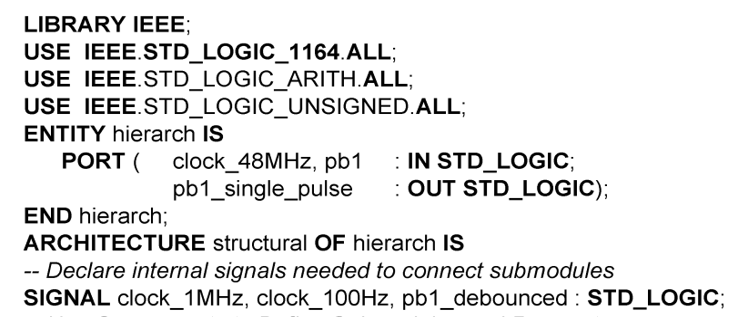 LIBRARY IEEE;
USE IEEE.STD_LOGIC_1164.ALL;
USE IEEE.STD_LOGIC_ARITH.ALL;
USE IEEE.STD_LOGIC_UNSIGNED.ALL;
ENTITY hierarch IS
PORT ( clock_48MHz, pb1 : IN STD_LOGIC;
pb1_single_pulse : OUT STD_LOGIC);
END hierarch;
ARCHITECTURE structural OF hierarch IS
-- Declare internal signals needed to connect submodules
SIGNAL clock_1MHz, clock_100Hz, pb1_debounced : STD_LOGIC;